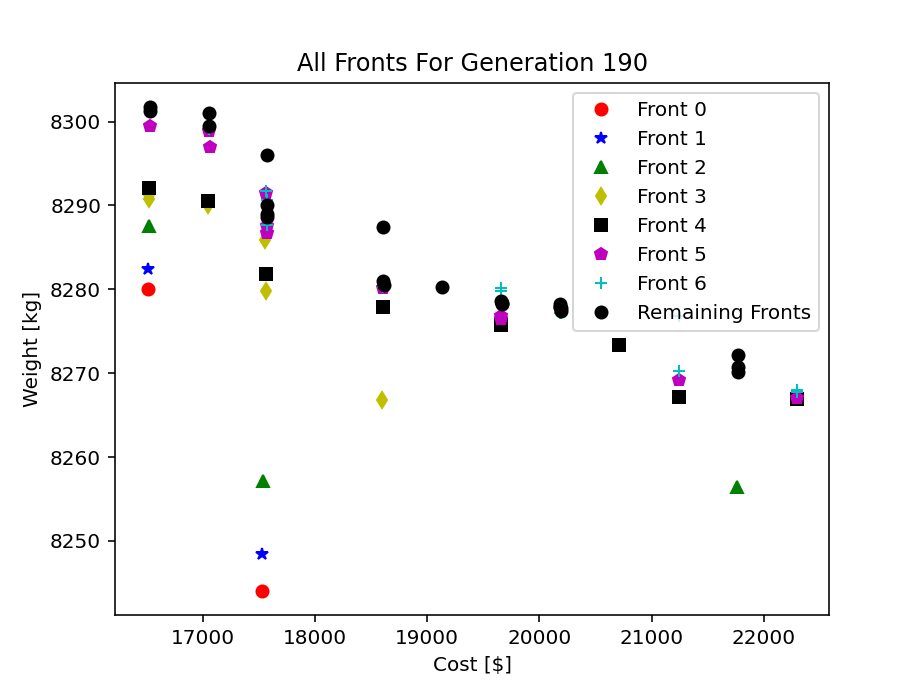 All Fronts For Generation 190
Weight [kg]
8300
8290
8280
8270
8260
8250
Front 0
Front 1
Front 2
Front 3
Front 4
Front 5
Front 6
Remaining Fronts
17000 18000 19000 20000 21000 22000
Cost [$]